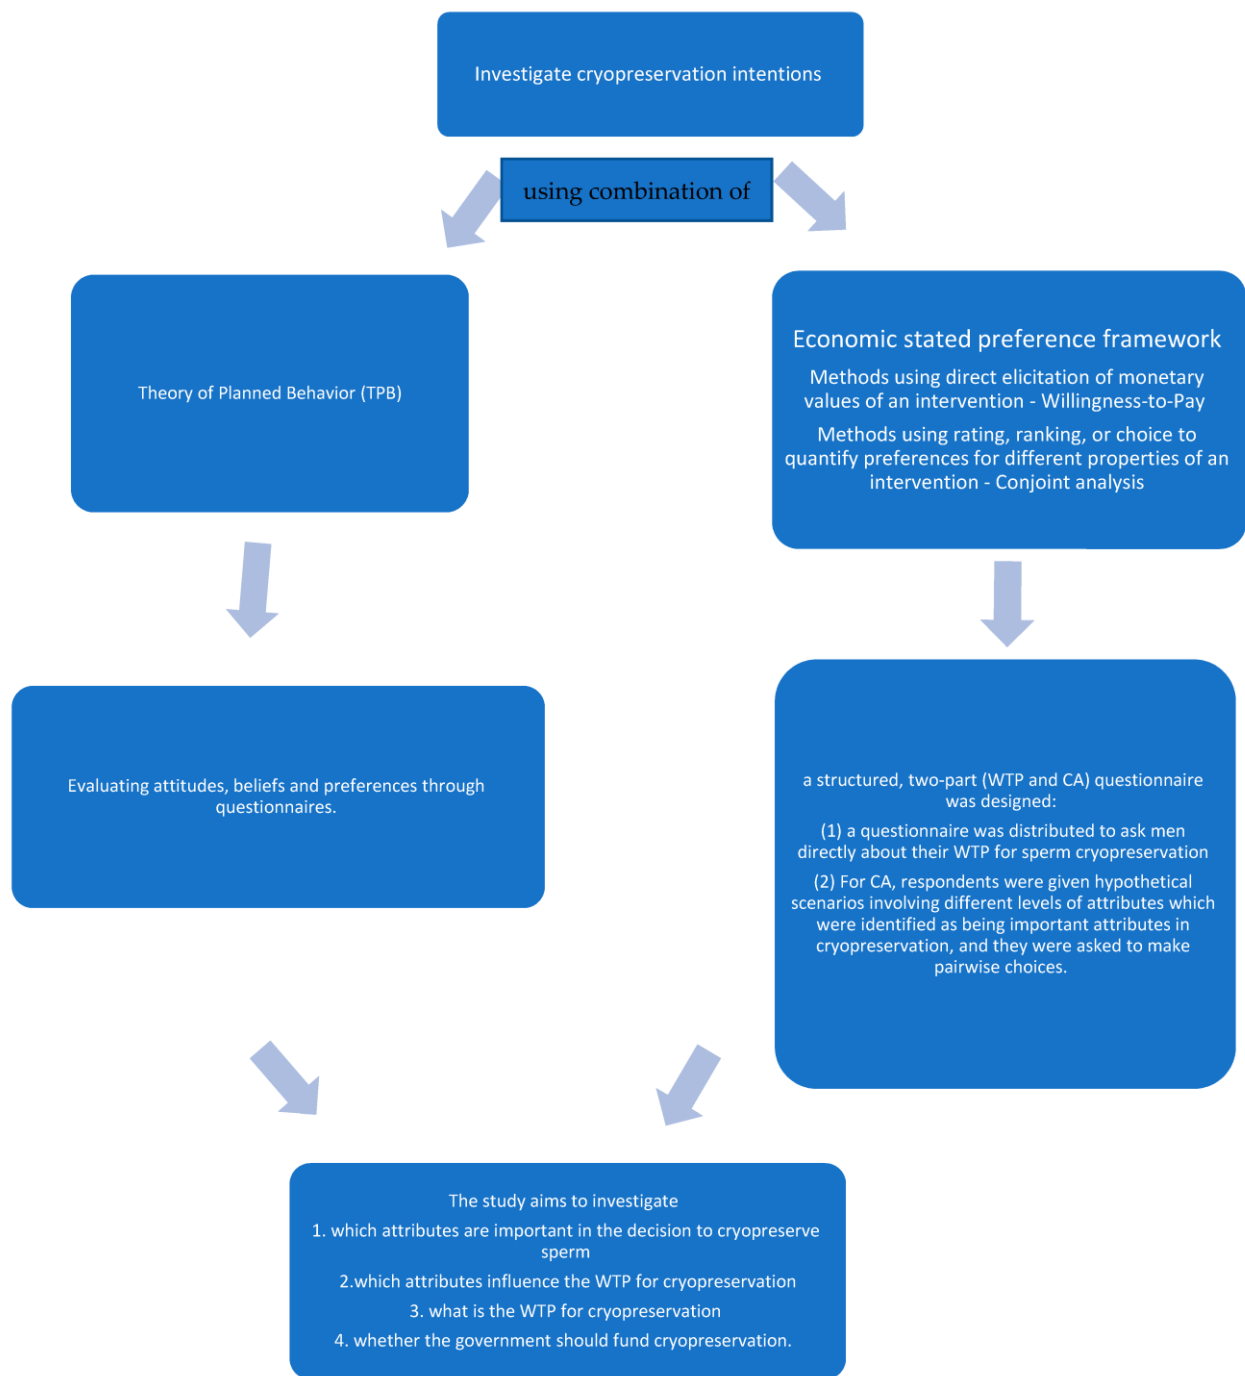 Investigate cryopreservation intentions
using combination of
Theory of Planned Behavior (TPB)
Economic stated preference framework
Methods using direct elicitation of monetary
values of an intervention - Willingness-to-Pay
Methods using rating, ranking, or choice to
quantify preferences for different properties of an
intervention - Conjoint analysis
Evaluating attitudes, beliefs and preferences through
questionnaires.
a structured, two-part (WTP and CA) questionnaire
was designed:
(1) a questionnaire was distributed to ask men
directly about their WTP for sperm cryopreservation
(2) For CA, respondents were given hypothetical
scenarios involving different levels of attributes which
were identified as being important attributes in
cryopreservation, and they were asked to make
pairwise choices.
The study aims to investigate
1. which attributes are important in the decision to cryopreserve
sperm
2.which attributes influence the WTP for cryopreservation
3. what is the WTP for cryopreservation
4. whether the government should fund cryopreservation.